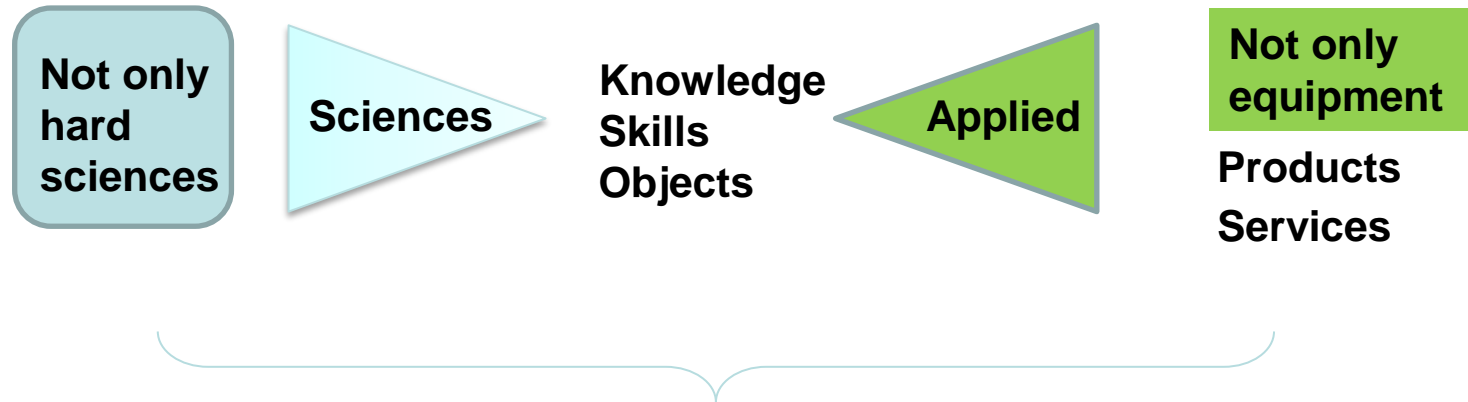 Not only
hard
sciences
Sciences
Knowledge
Skills
Objects
Applied
Not only
equipment
Products
Services